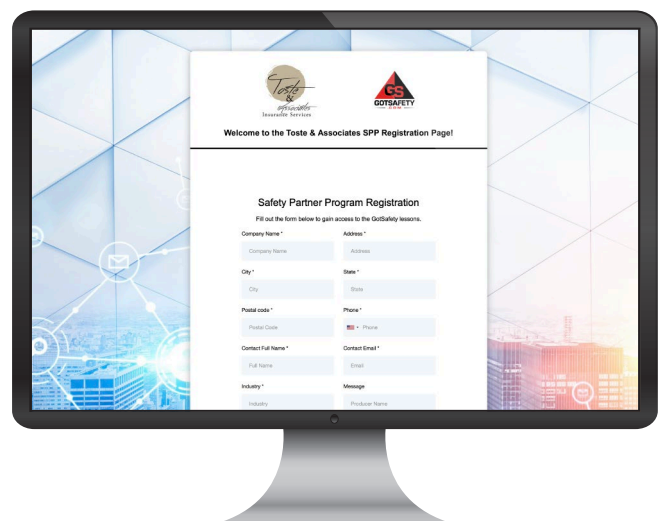 Toste
&
Associates
Insurance Services
GS
GOTSAFETY
.COM
Welcome to the Toste & Associates SPP Registration Page!
Safety Partner Program Registration
Fill out the form below to gain access to the GotSafety lessons.
Company Name * Address *
Company Name Address
City * State *
City State
Postal code * Phone *
Postal Code Phone
Contact Full Name * Contact Email *
Full Name Email
Industry * Message
Industry Producer Name